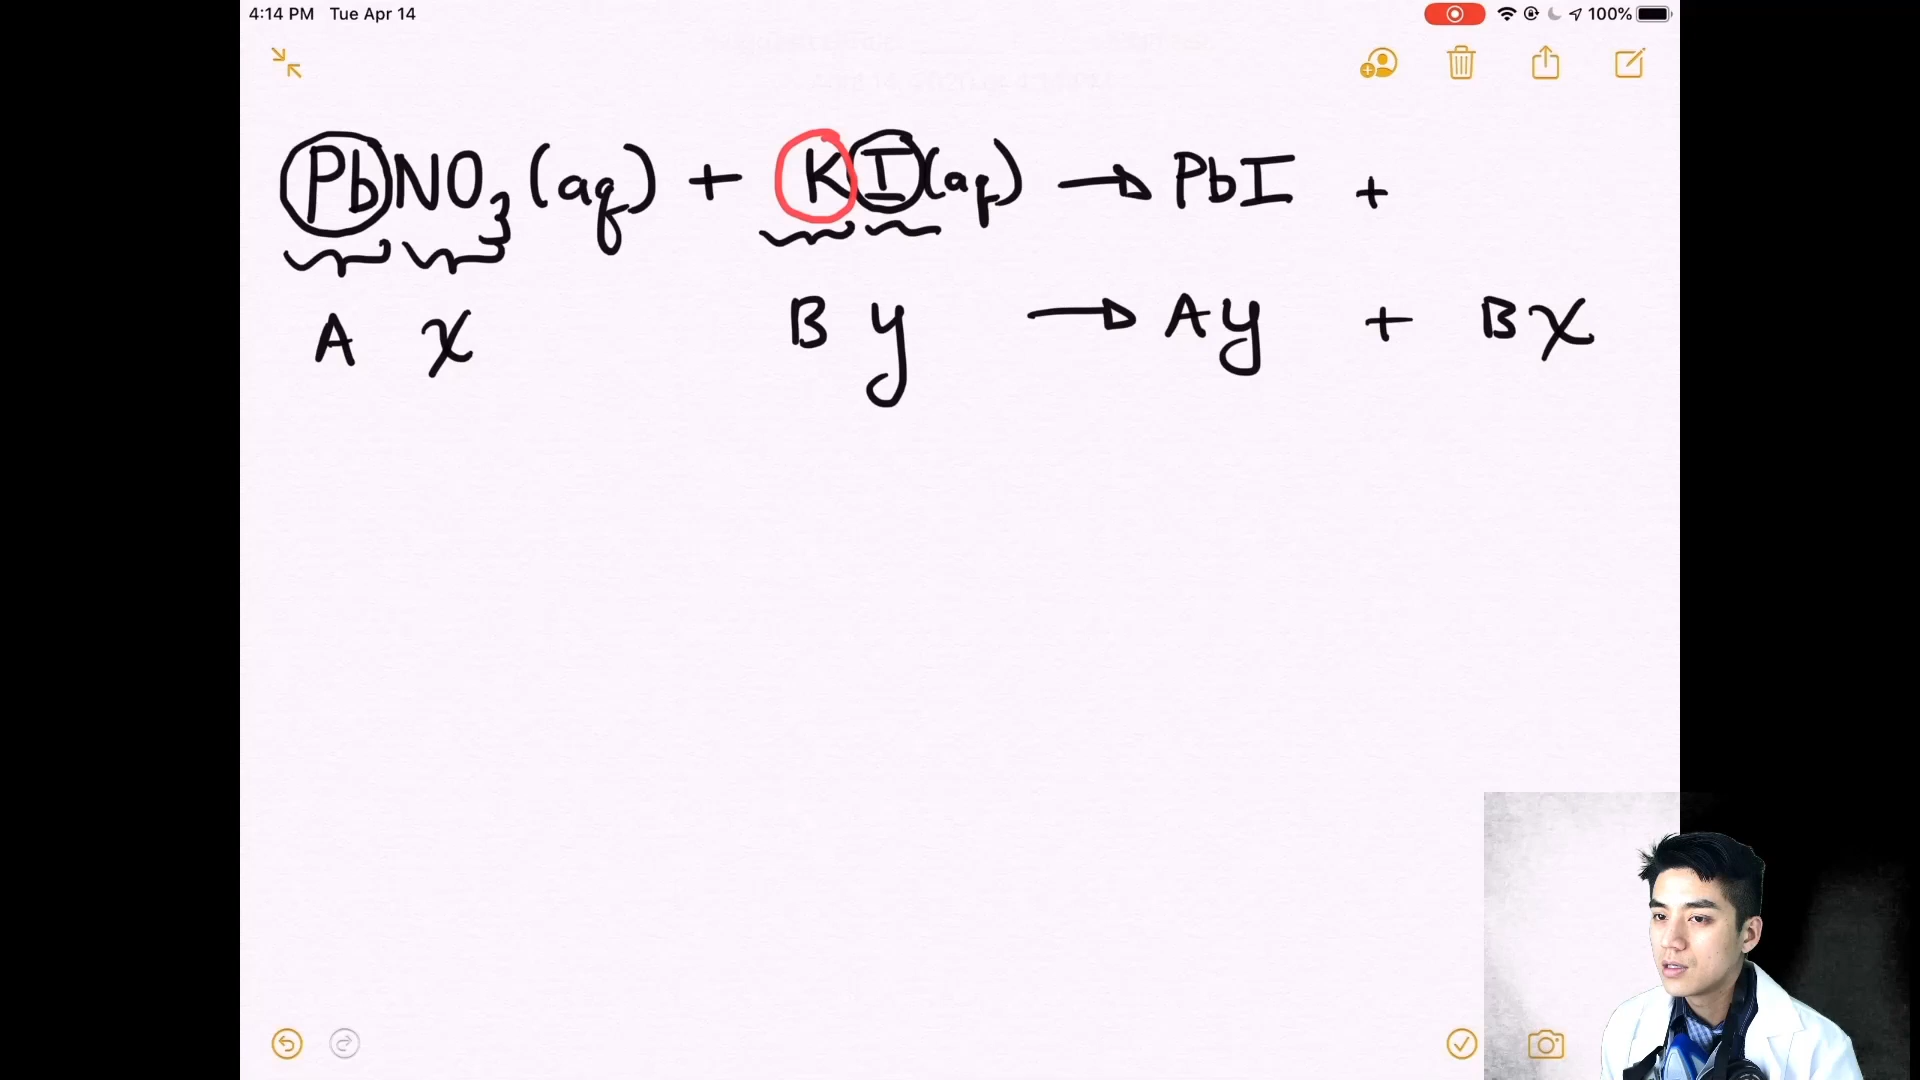 4:14 PM Tue Apr 14 100%
PbNO3(aq) + KI(aq) → PbI +
A x B y → Ay + Bx